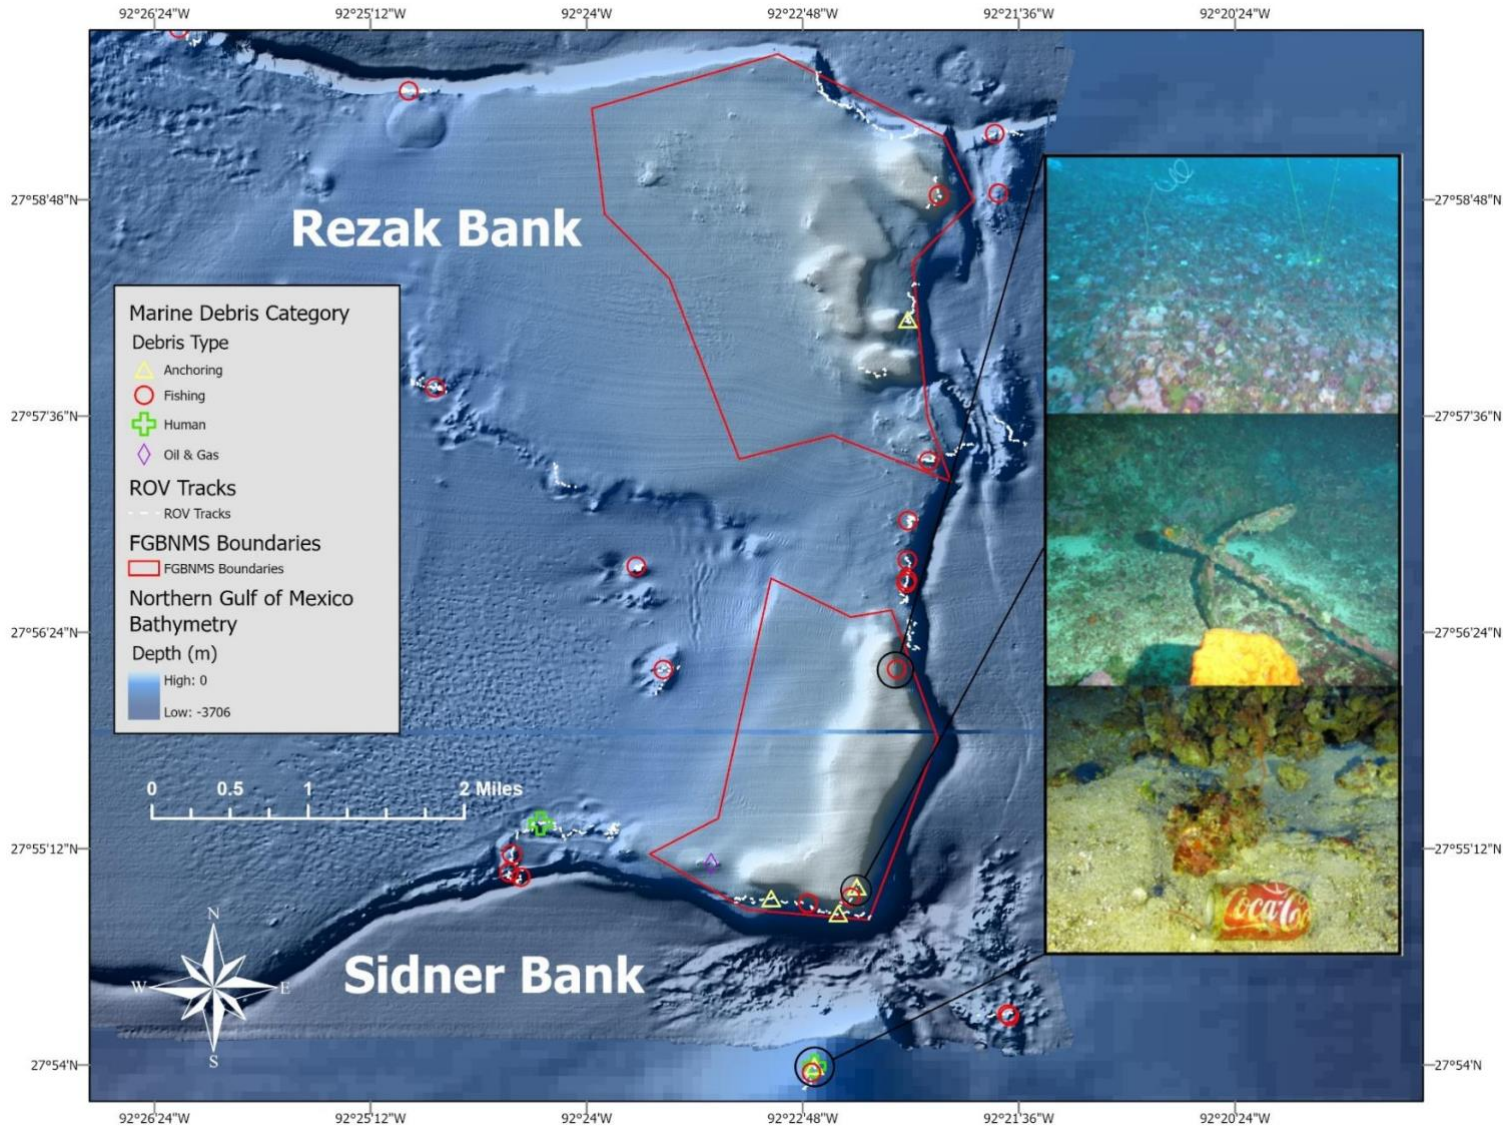 92°26'24"W 92°25'12"W 92°24'W 92°22'48"W 92°21'36"W 92°20'24"W
27°58'48"N 27°58'48"N
Rezak Bank
Marine Debris Category
Debris Type
Anchoring
Fishing
Human
Oil & Gas
ROV Tracks
ROV Tracks
FGBNMS Boundaries
FGBNMS Boundaries
Northern Gulf of Mexico
Bathymetry
Depth (m)
High: 0
Low: -3706
27°57'36"N 27°57'36"N
27°56'24"N 27°56'24"N
0 0.5 1 2 Miles
27°55'12"N 27°55'12"N
Coca-Cola
N
W E
S
Sidner Bank
27°54'N 27°54'N
92°26'24"W 92°25'12"W 92°24'W 92°22'48"W 92°21'36"W 92°20'24"W